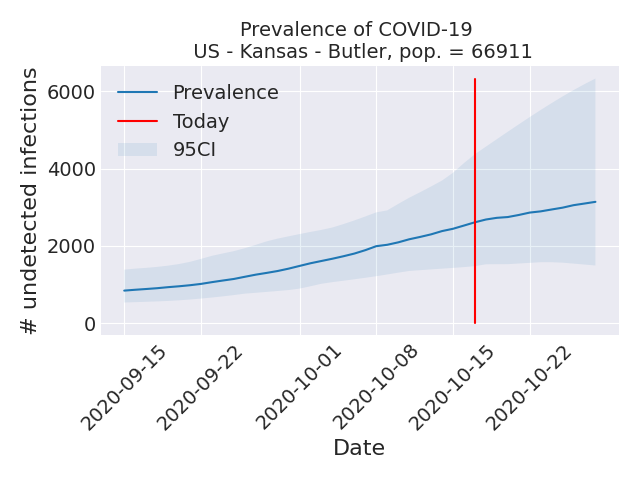 Prevalence of COVID-19
US - Kansas - Butler, pop. = 66911
# undetected infections
6000
4000
2000
0
Prevalence
Today
95CI
2020-09-15
2020-09-22
2020-10-01
2020-10-08
2020-10-15
2020-10-22
Date